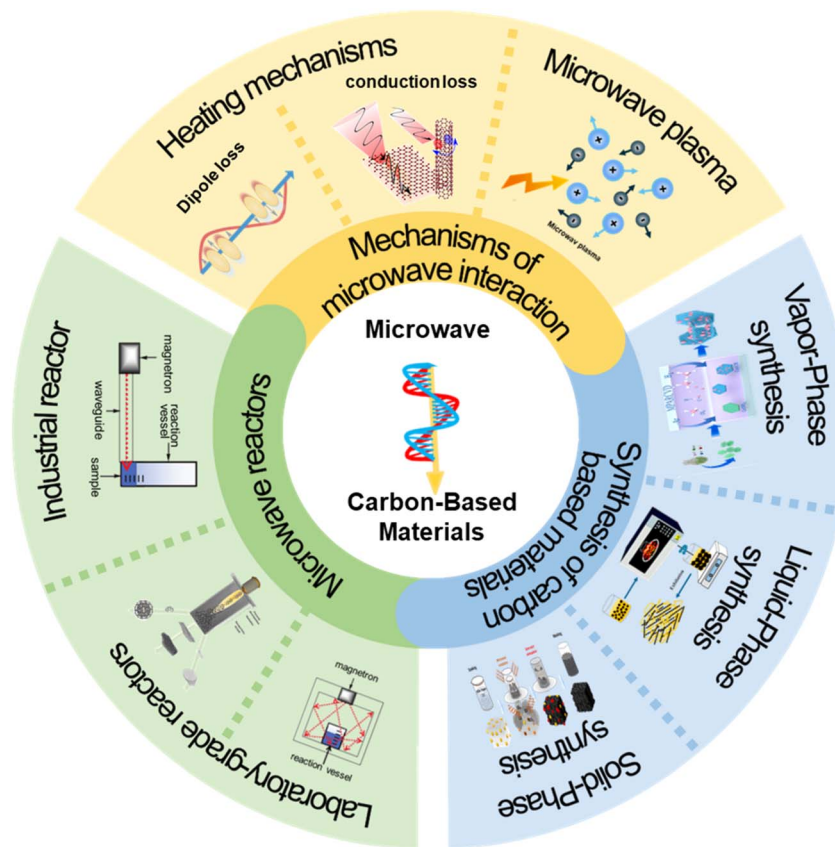 Heating mechanisms
Dipole loss
conduction loss
Microwave plasma
Microwav plasma
Mechanisms of
microwave interaction
Microwave
Carbon-Based
Materials
Vapor-Phase
synthesis
Liquid-Phase
synthesis
Solid-Phase
synthesis
Synthesis of carbon
based materials
Microwave reactors
Industrial reactor
magnetron
waveguide
reaction
vessel
sample
Laboratory-grade reactors
magnetron
reaction vessel